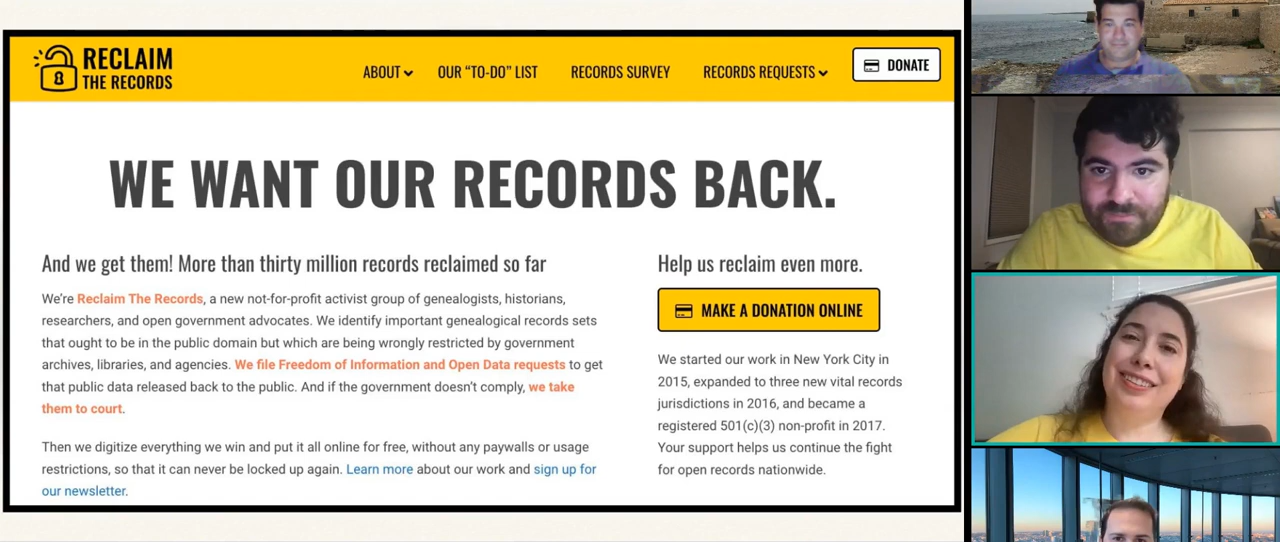 RECLAIM
THE RECORDS
ABOUT
OUR “TO-DO” LIST
RECORDS SURVEY
RECORDS REQUESTS
DONATE
WE WANT OUR RECORDS BACK.
And we get them! More than thirty million records reclaimed so far
We’re Reclaim The Records, a new not-for-profit activist group of genealogists, historians,
researchers, and open government advocates. We identify important genealogical records sets
that ought to be in the public domain but which are being wrongly restricted by government
archives, libraries, and agencies. We file Freedom of Information and Open Data requests to get
that public data released back to the public. And if the government doesn’t comply, we take
them to court.
Then we digitize everything we win and put it all online for free, without any paywalls or usage
restrictions, so that it can never be locked up again. Learn more about our work and sign up for
our newsletter.
Help us reclaim even more.
MAKE A DONATION ONLINE
We started our work in New York City in
2015, expanded to three new vital records
jurisdictions in 2016, and became a
registered 501(c)(3) non-profit in 2017.
Your support helps us continue the fight
for open records nationwide.